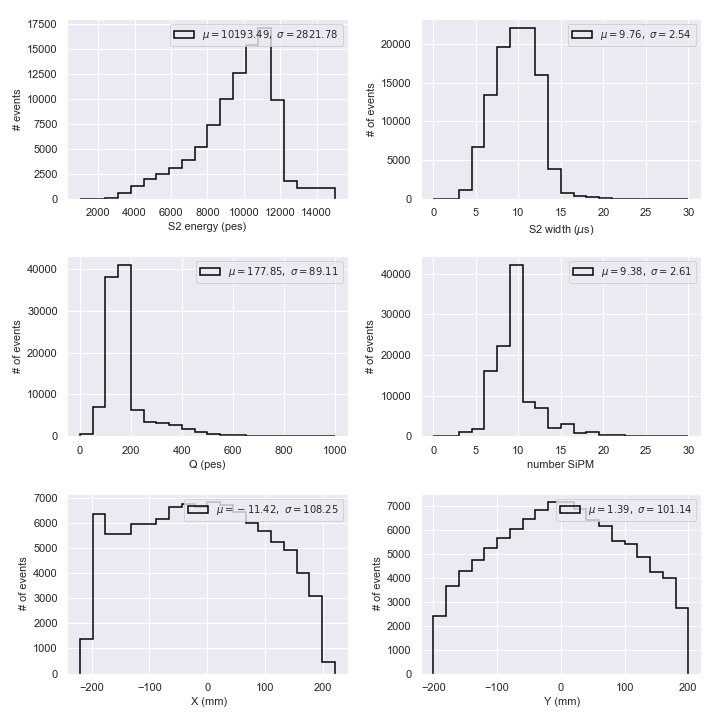 17500
15000
12500
10000
7500
5000
2500
0
# events
μ = 10193.49, σ = 2821.78
2000 4000 6000 8000 10000 12000 14000
S2 energy (pes)
20000
15000
10000
5000
0
# of events
μ = 9.76, σ = 2.54
0 5 10 15 20 25 30
S2 width (μs)
40000
30000
20000
10000
0
# of events
μ = 177.85, σ = 89.11
0 200 400 600 800 1000
Q (pes)
40000
30000
20000
10000
0
# of events
μ = 9.38, σ = 2.61
0 5 10 15 20 25 30
number SiPM
7000
6000
5000
4000
3000
2000
1000
0
# of events
μ = −11.42, σ = 108.25
−200 −100 0 100 200
X (mm)
7000
6000
5000
4000
3000
2000
1000
0
# of events
μ = 1.39, σ = 101.14
−200 −100 0 100 200
Y (mm)